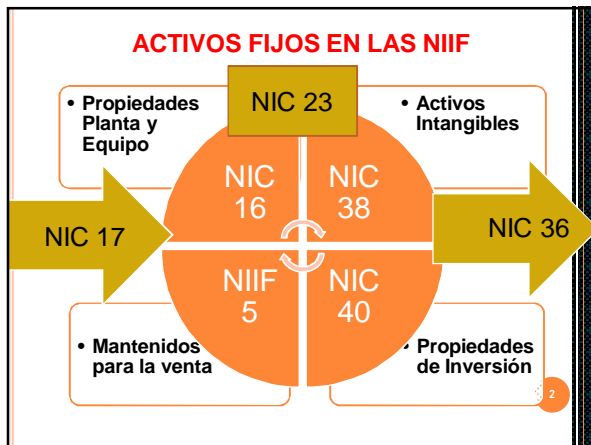 ACTIVOS FIJOS EN LAS NIIF
• Propiedades
Planta y
Equipo
NIC 23
• Activos
Intangibles
NIC
16
NIC
38
NIC 17
NIC 36
NIIF
5
NIC
40
• Mantenidos
para la venta
• Propiedades
de Inversión
2